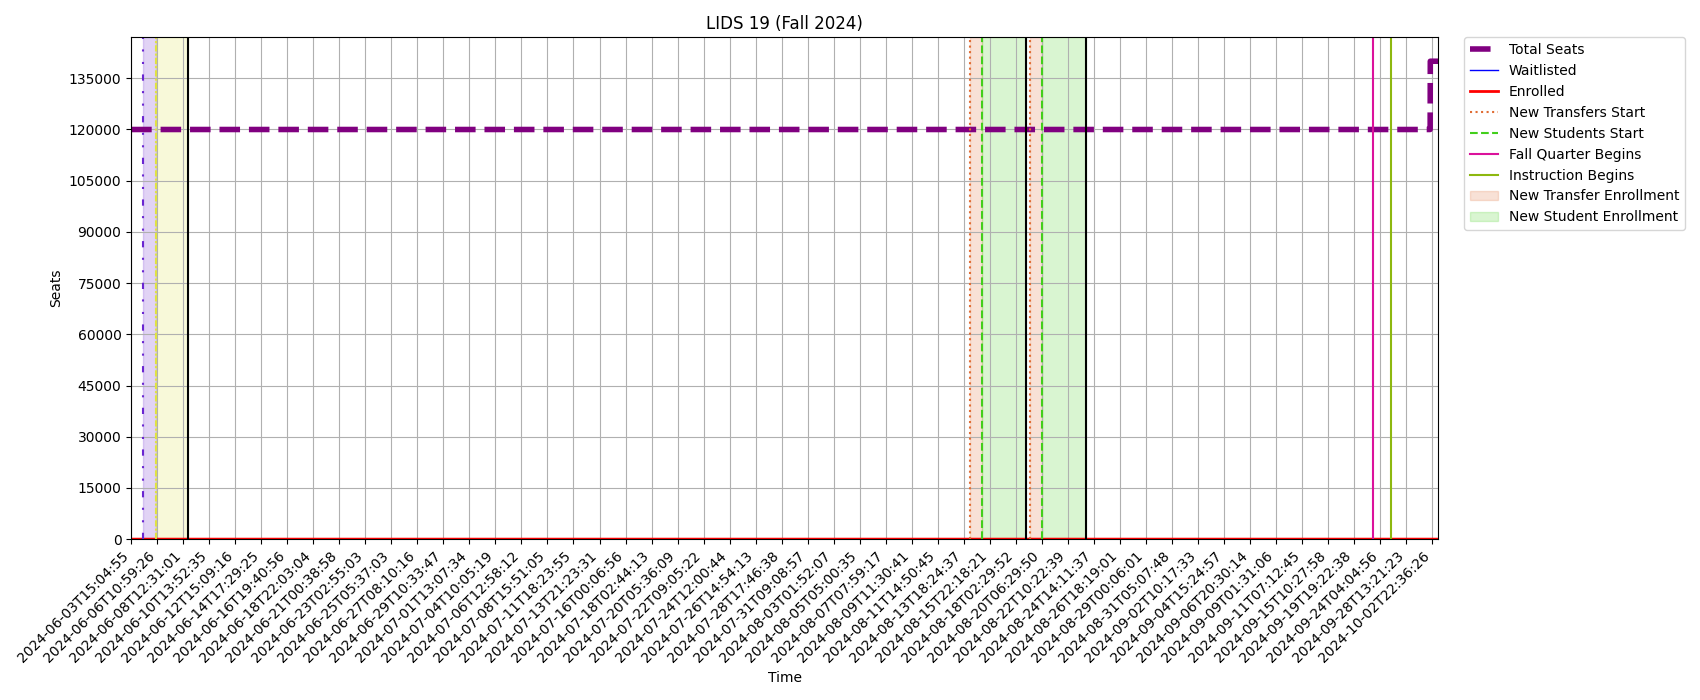 LIDS 19 (Fall 2024)
Seats
135000
120000
105000
90000
75000
60000
45000
30000
15000
0
2024-06-03T15:04:55
2024-06-06T10:59:26
2024-06-08T12:31:01
2024-06-10T13:52:35
2024-06-12T15:09:16
2024-06-14T17:29:25
2024-06-16T19:40:56
2024-06-18T22:03:04
2024-06-21T00:38:58
2024-06-23T02:55:03
2024-06-25T05:37:03
2024-06-27T08:10:16
2024-06-29T10:33:47
2024-07-01T13:07:34
2024-07-04T10:05:19
2024-07-06T12:58:12
2024-07-08T15:51:05
2024-07-11T18:23:55
2024-07-13T21:23:31
2024-07-16T00:06:56
2024-07-18T02:44:13
2024-07-20T05:36:09
2024-07-22T09:05:22
2024-07-24T12:00:44
2024-07-26T14:54:13
2024-07-28T17:46:38
2024-07-31T09:08:57
2024-08-03T01:52:07
2024-08-05T05:00:35
2024-08-07T07:59:17
2024-08-09T11:30:41
2024-08-11T14:50:45
2024-08-13T18:24:37
2024-08-15T22:18:21
2024-08-18T02:29:52
2024-08-20T06:29:50
2024-08-22T10:22:39
2024-08-24T14:11:37
2024-08-26T18:19:01
2024-08-29T00:06:01
2024-08-31T05:07:48
2024-09-02T10:17:33
2024-09-04T15:24:57
2024-09-06T20:30:14
2024-09-09T01:31:06
2024-09-11T07:12:45
2024-09-15T10:27:58
2024-09-19T19:22:38
2024-09-24T04:04:56
2024-09-28T13:21:23
2024-10-02T22:36:26
Time
Total Seats
Waitlisted
Enrolled
New Transfers Start
New Students Start
Fall Quarter Begins
Instruction Begins
New Transfer Enrollment
New Student Enrollment